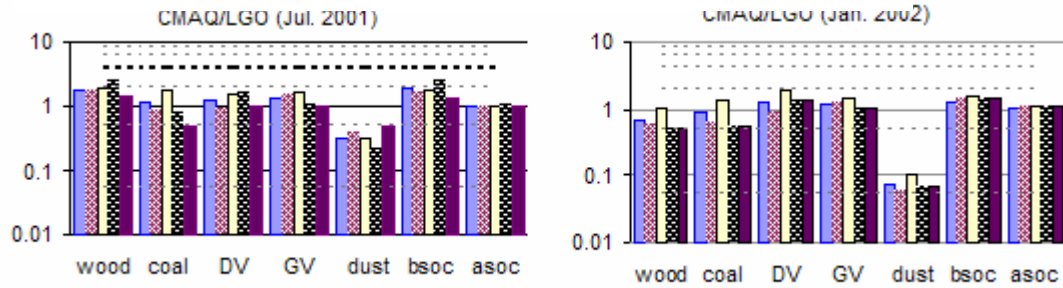 CMAQ/LGO (Jul. 2001)
10
1
0.1
0.01
wood coal DV GV dust bsoc asoc
CMAQ/LGO (Jan. 2002)
10
1
0.1
0.01
wood coal DV GV dust bsoc asoc